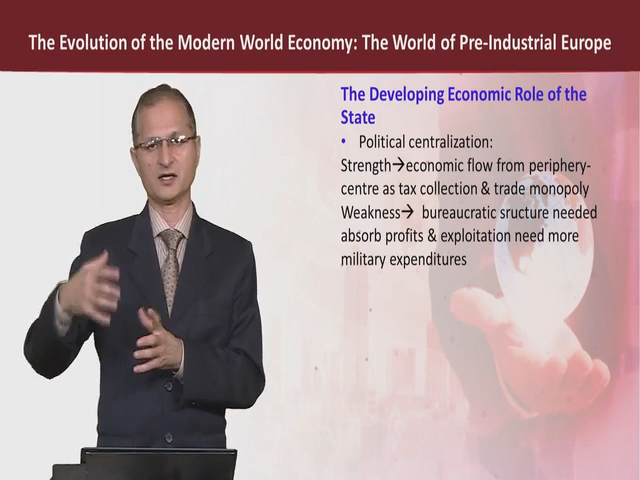 The Evolution of the Modern World Economy: The World of Pre-Industrial Europe
The Developing Economic Role of the
State
• Political centralization:
Strength→economic flow from periphery-
centre as tax collection & trade monopoly
Weakness→ bureaucratic sructure needed
absorb profits & exploitation need more
military expenditures